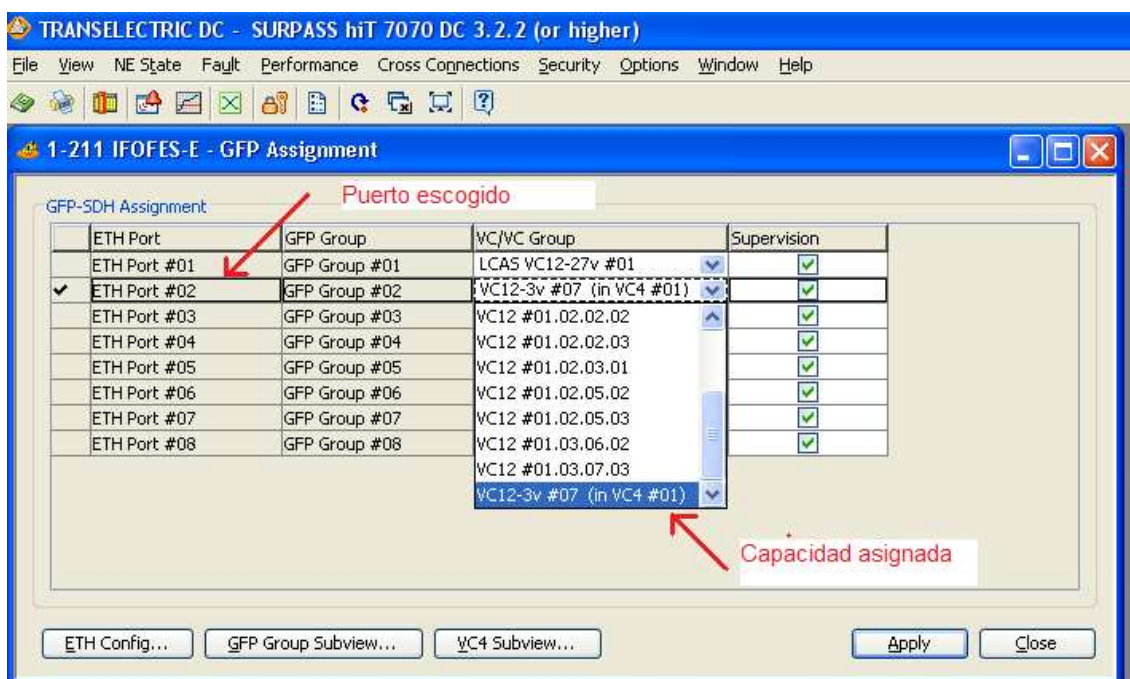 TRANSELECTRIC DC - SURPASS hiT 7070 DC 3.2.2 (or higher)
File View NE State Fault Performance Cross Connections Security Options Window Help
1-211 IFOFES-E - GFP Assignment
Puerto escogido
GFP-SDH Assignment
ETH Port GFP Group VC/VC Group Supervision
ETH Port #01 GFP Group #01 LCAS VC12-27v #01
ETH Port #02 GFP Group #02 VC12-3v #07 (in VC4 #01)
ETH Port #03 GFP Group #03 VC12 #01.02.02.02
ETH Port #04 GFP Group #04 VC12 #01.02.02.03
ETH Port #05 GFP Group #05 VC12 #01.02.03.01
ETH Port #06 GFP Group #06 VC12 #01.02.05.02
ETH Port #07 GFP Group #07 VC12 #01.02.05.03
ETH Port #08 GFP Group #08 VC12 #01.03.06.02
VC12 #01.03.07.03
VC12-3v #07 (in VC4 #01)
Capacidad asignada
ETH Config... GFP Group Subview... VC4 Subview... Apply Close